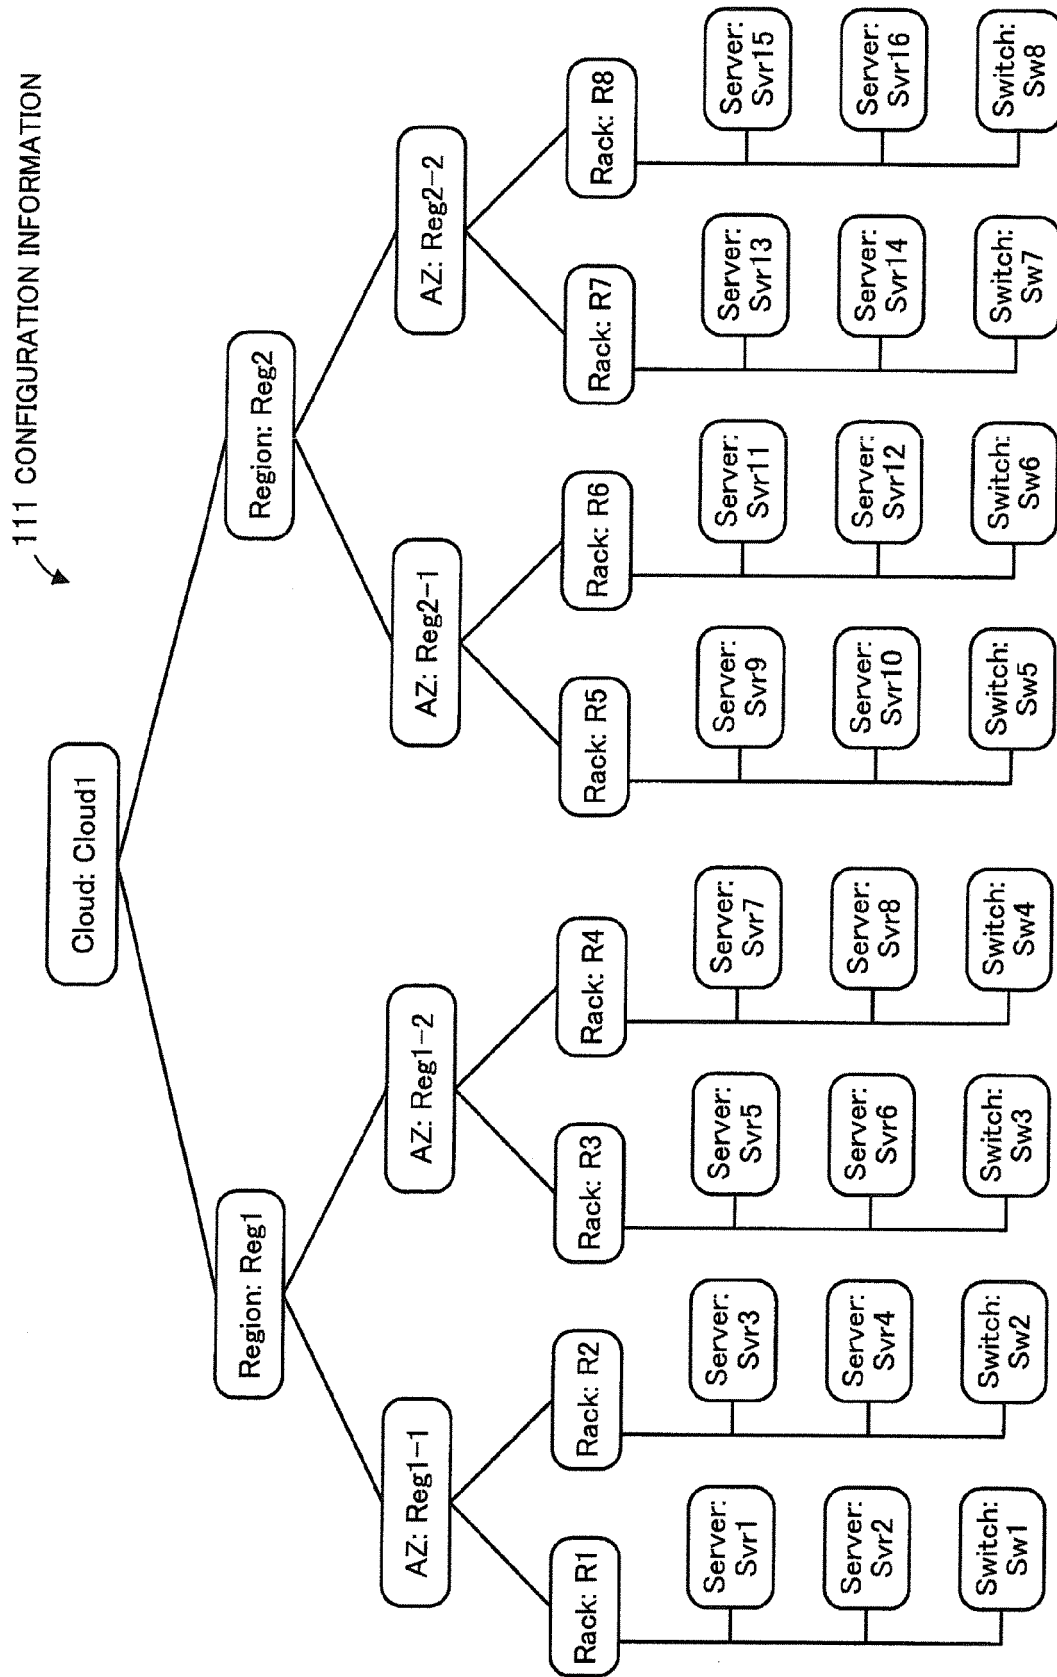 111 CONFIGURATION INFORMATION
Cloud: Cloud1
Region: Reg1
Region: Reg2
AZ: Reg1-1
AZ: Reg1-2
AZ: Reg2-1
AZ: Reg2-2
Rack: R1
Rack: R2
Rack: R3
Rack: R4
Rack: R5
Rack: R6
Rack: R7
Rack: R8
Server:
Svr1
Server:
Svr3
Server:
Svr5
Server:
Svr7
Server:
Svr9
Server:
Svr11
Server:
Svr13
Server:
Svr15
Server:
Svr2
Server:
Svr4
Server:
Svr6
Server:
Svr8
Server:
Svr10
Server:
Svr12
Server:
Svr14
Server:
Svr16
Switch:
Sw1
Switch:
Sw2
Switch:
Sw3
Switch:
Sw4
Switch:
Sw5
Switch:
Sw6
Switch:
Sw7
Switch:
Sw8